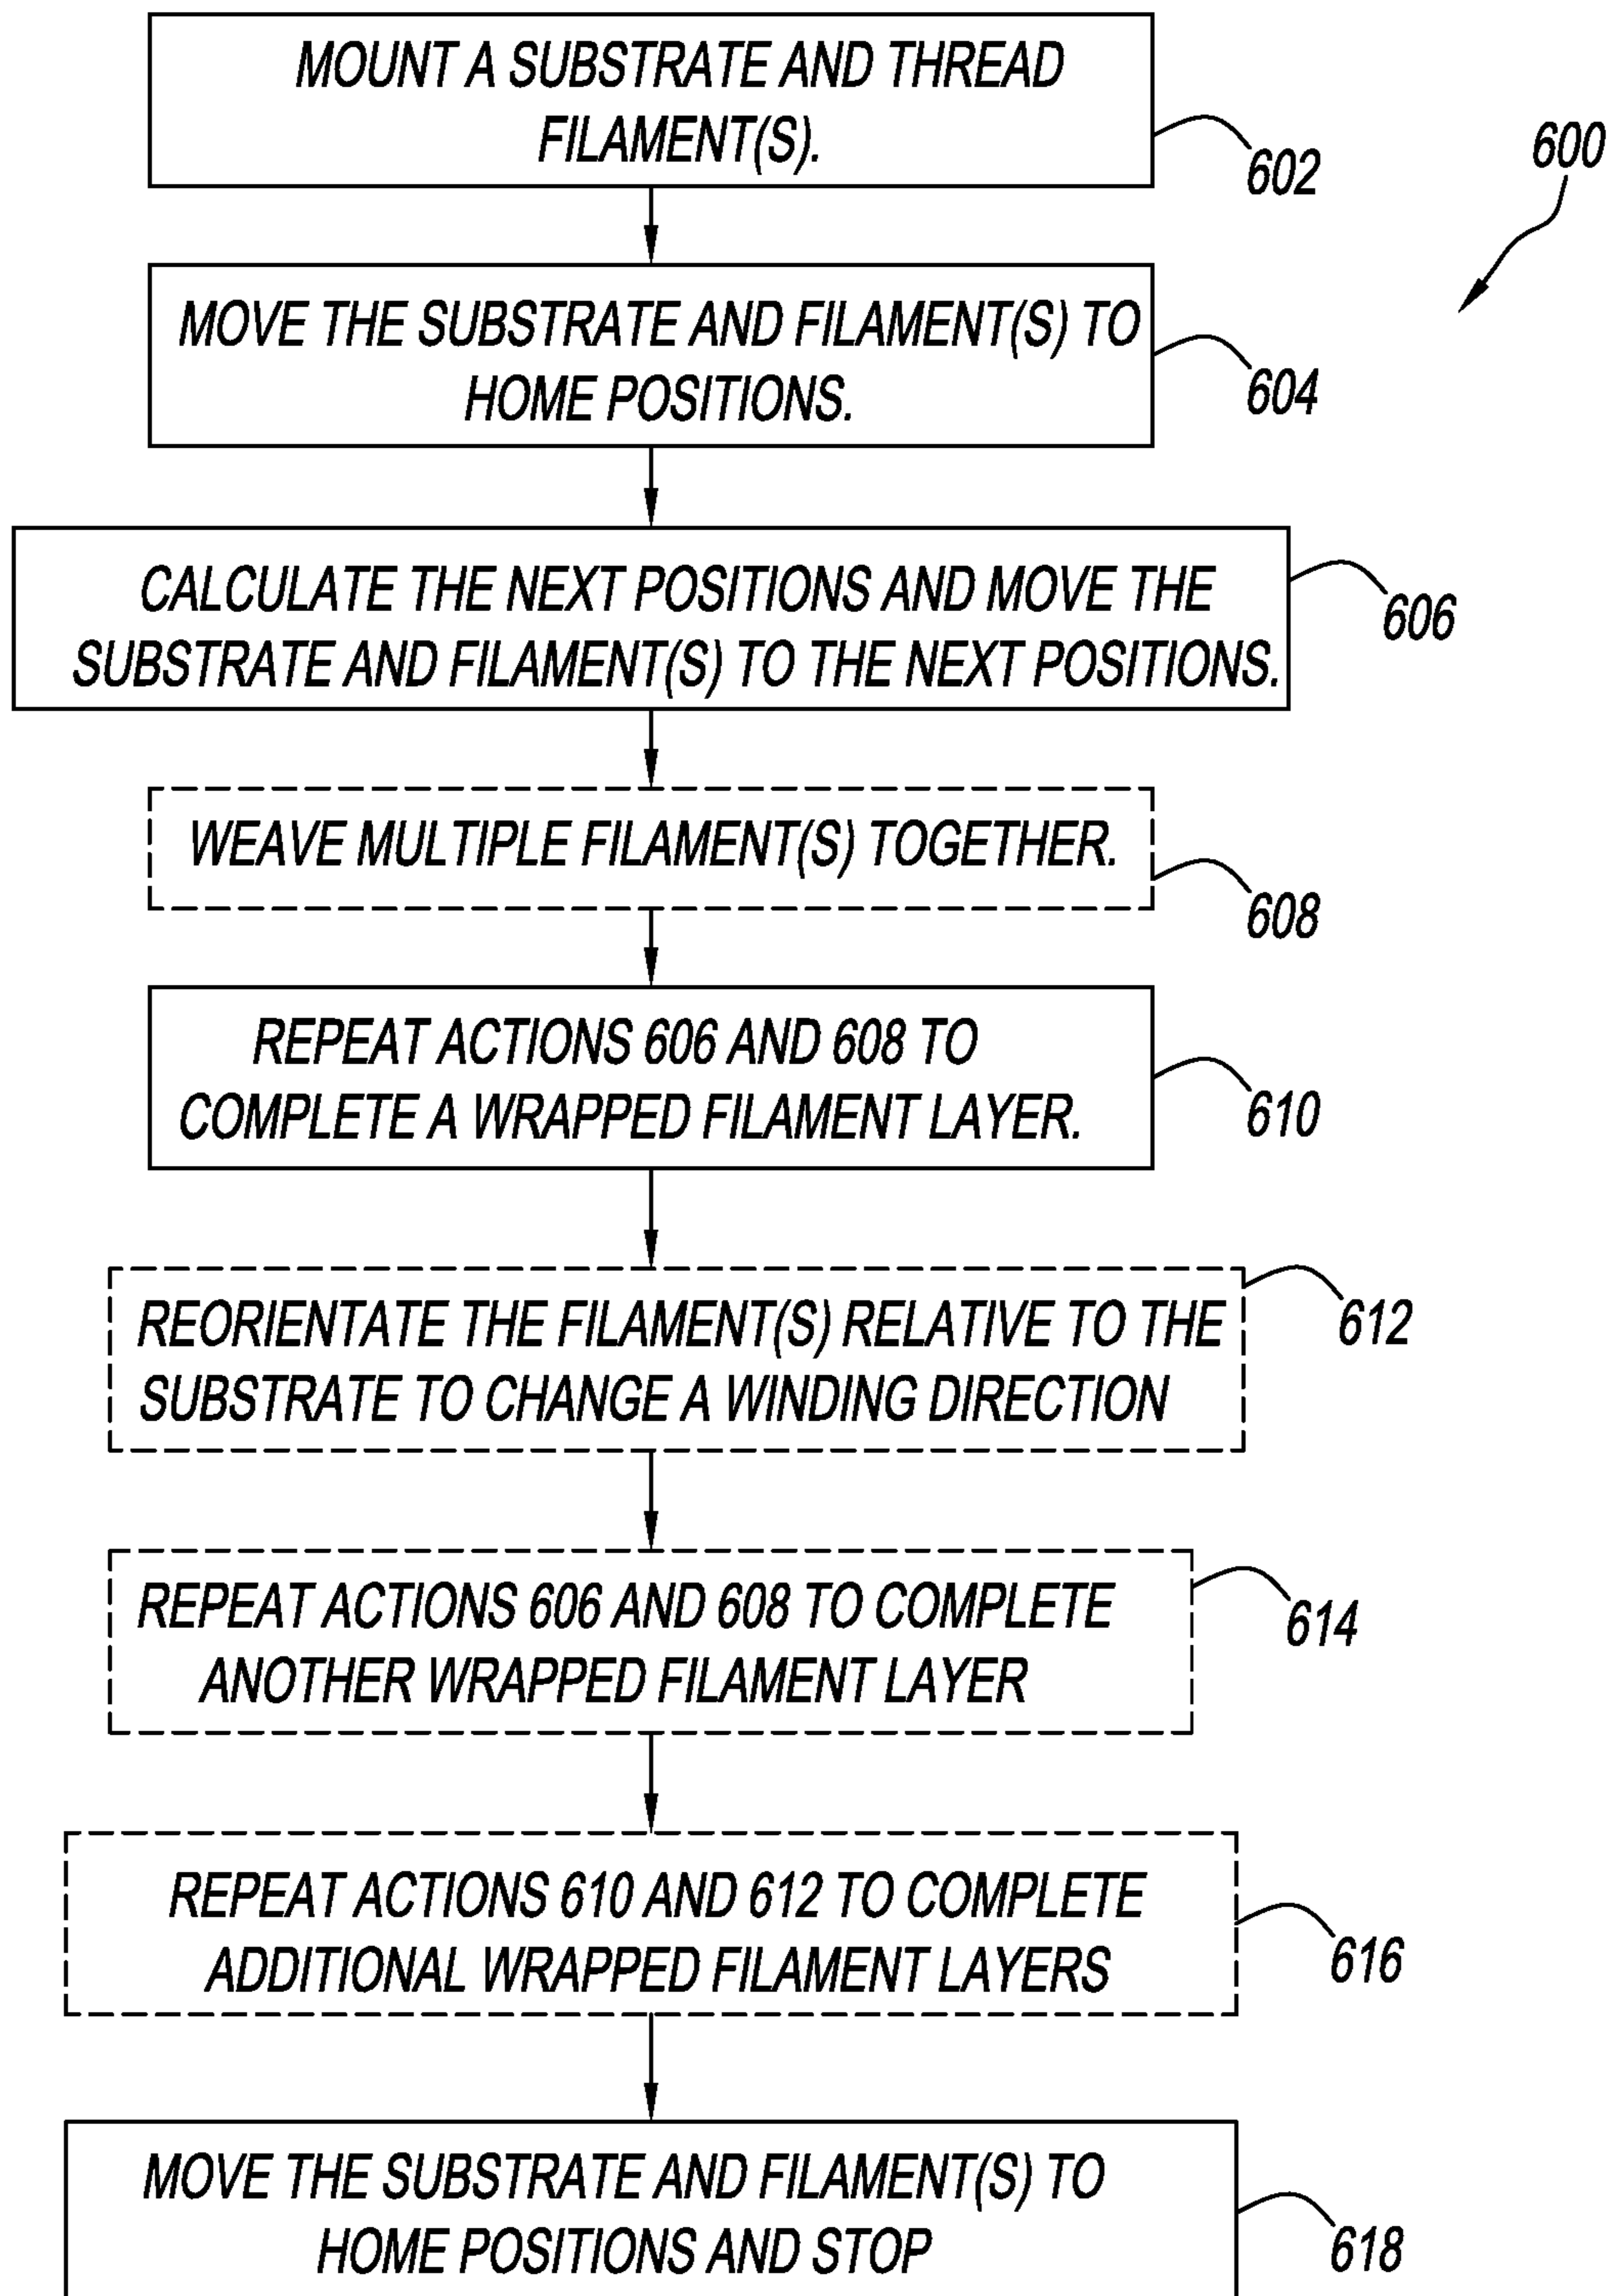 MOUNT A SUBSTRATE AND THREAD
FILAMENT(S).
602
600
MOVE THE SUBSTRATE AND FILAMENT(S) TO
HOME POSITIONS.
604
CALCULATE THE NEXT POSITIONS AND MOVE THE
SUBSTRATE AND FILAMENT(S) TO THE NEXT POSITIONS.
606
WEAVE MULTIPLE FILAMENT(S) TOGETHER.
608
REPEAT ACTIONS 606 AND 608 TO
COMPLETE A WRAPPED FILAMENT LAYER.
610
REORIENTATE THE FILAMENT(S) RELATIVE TO THE
SUBSTRATE TO CHANGE A WINDING DIRECTION
612
REPEAT ACTIONS 606 AND 608 TO COMPLETE
ANOTHER WRAPPED FILAMENT LAYER
614
REPEAT ACTIONS 610 AND 612 TO COMPLETE
ADDITIONAL WRAPPED FILAMENT LAYERS
616
MOVE THE SUBSTRATE AND FILAMENT(S) TO
HOME POSITIONS AND STOP
618